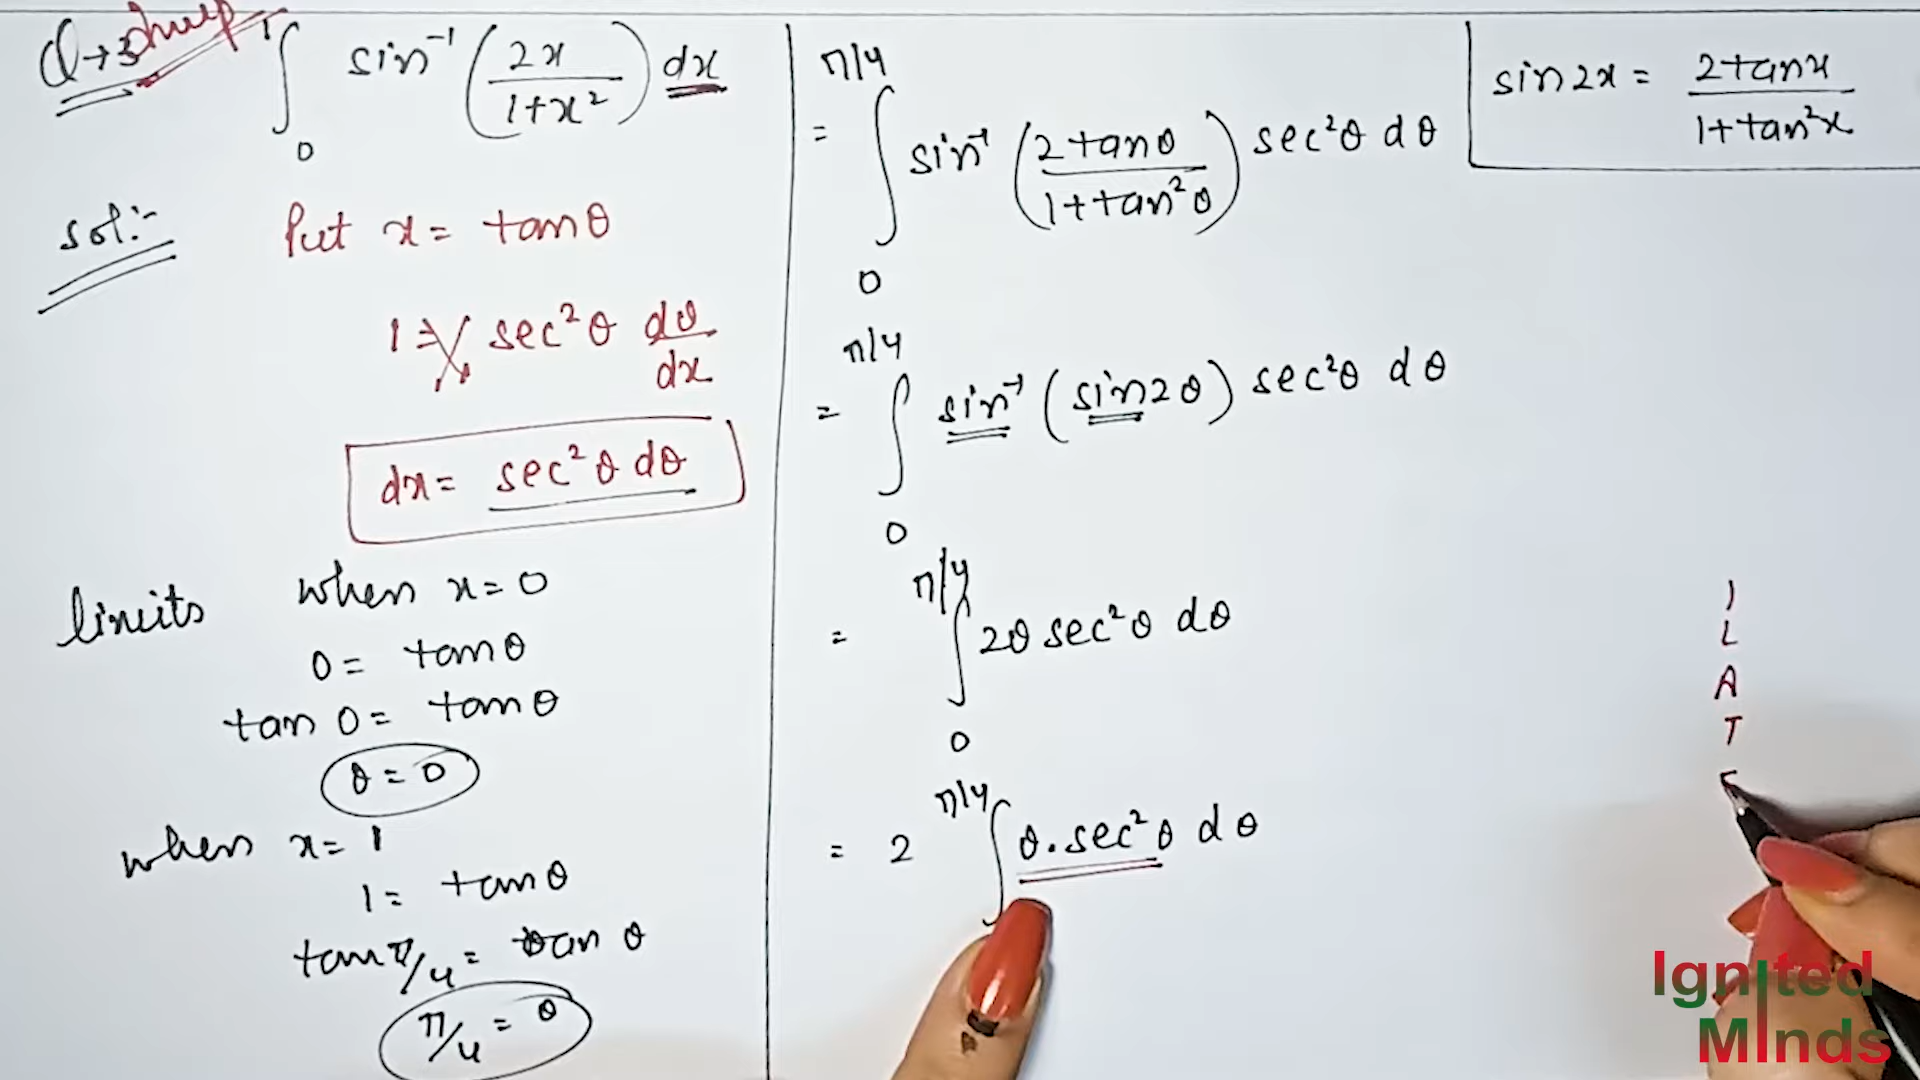 Q→3 imp
∫₀¹ sin⁻¹ (2x / 1+x²) dx
sol:-
Put x = tanθ
1 = sec²θ dθ/dx
dx = sec²θ dθ
limits when x = 0
0 = tanθ
tan 0 = tanθ
θ = 0
when x = 1
1 = tanθ
tan π/4 = tan θ
π/4 = θ
= ∫₀^π/4 sin⁻¹ (2tanθ / 1+tan²θ) sec²θ dθ
= ∫₀^π/4 sin⁻¹ (sin2θ) sec²θ dθ
= ∫₀^π/4 2θ sec²θ dθ
= 2 ∫^π/4 θ.sec²θ dθ
sin2x = 2tanx / 1+tan²x
I
L
A
T
Ignited
Minds